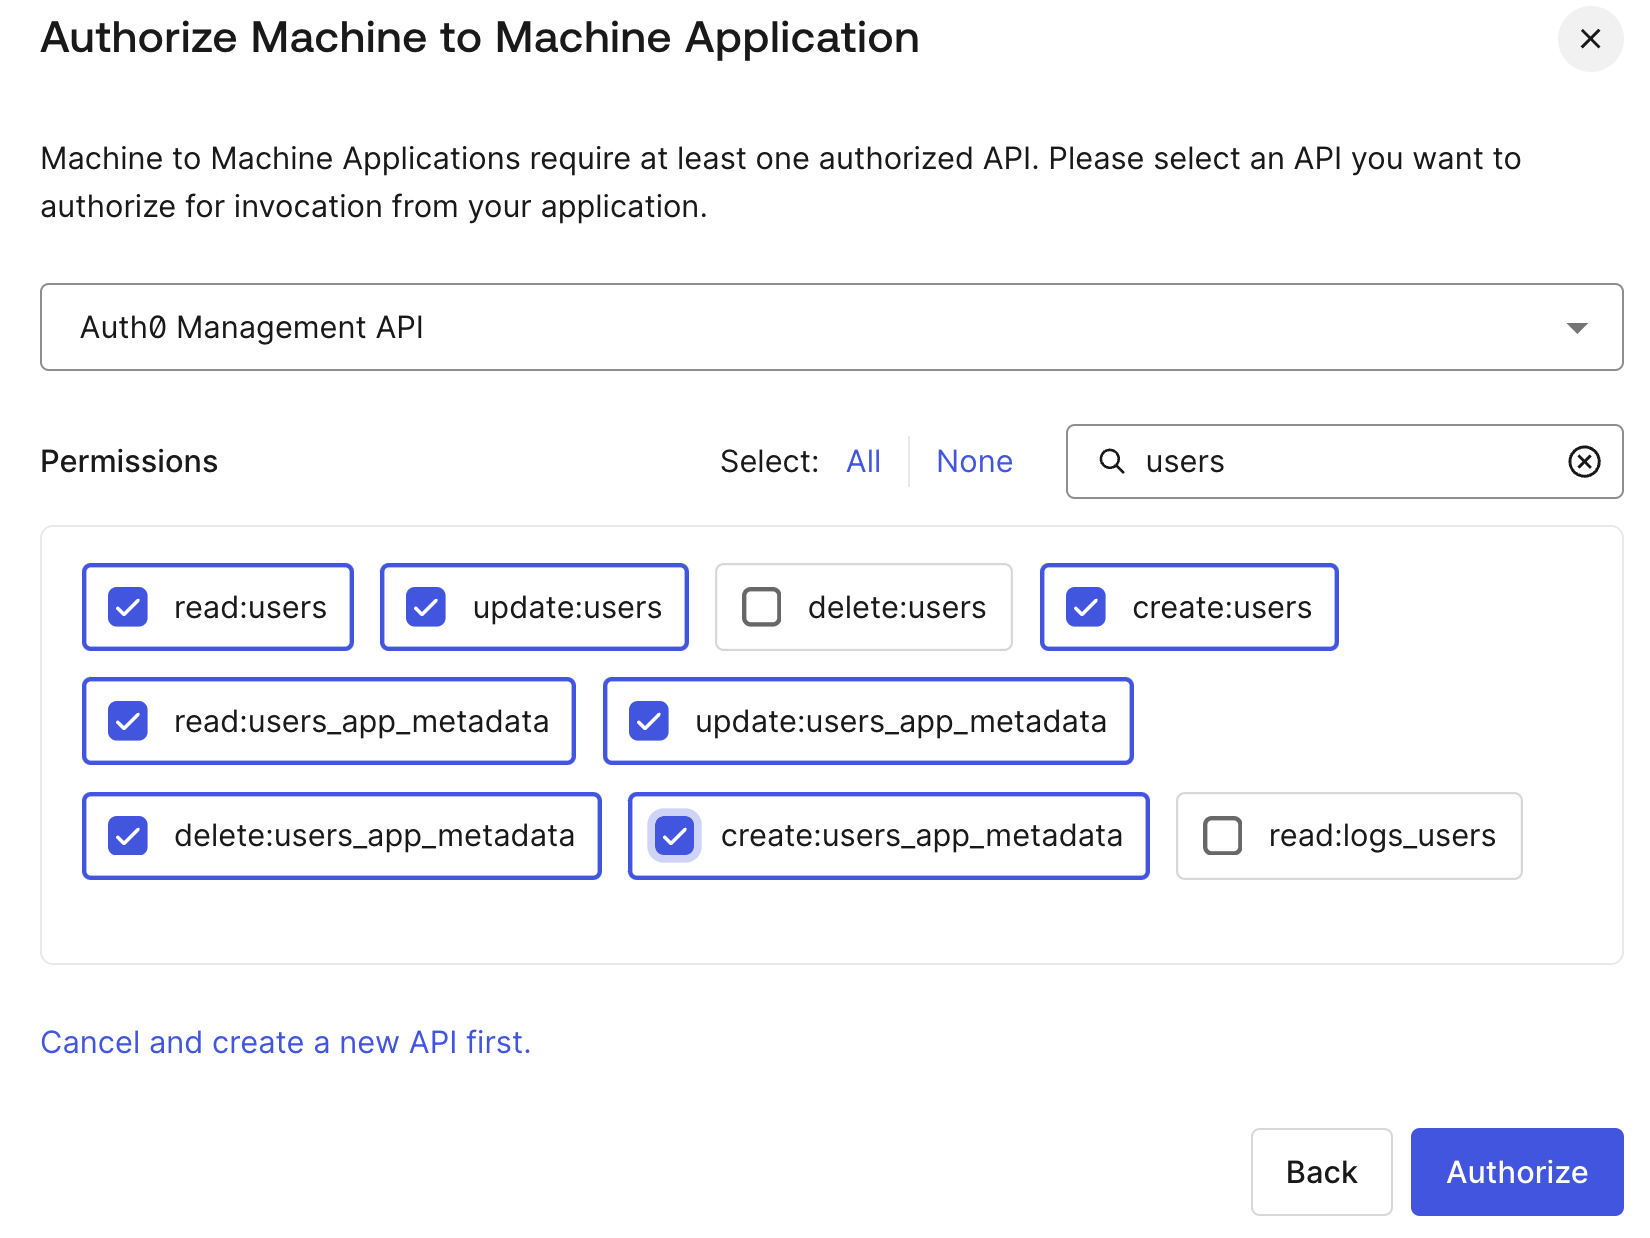 Authorize Machine to Machine Application
Machine to Machine Applications require at least one authorized API. Please select an API you want to
authorize for invocation from your application.
Auth0 Management API
Permissions
Select: All None
users
read:users update:users delete:users create:users
read:users_app_metadata update:users_app_metadata
delete:users_app_metadata create:users_app_metadata read:logs_users
Cancel and create a new API first.
Back Authorize